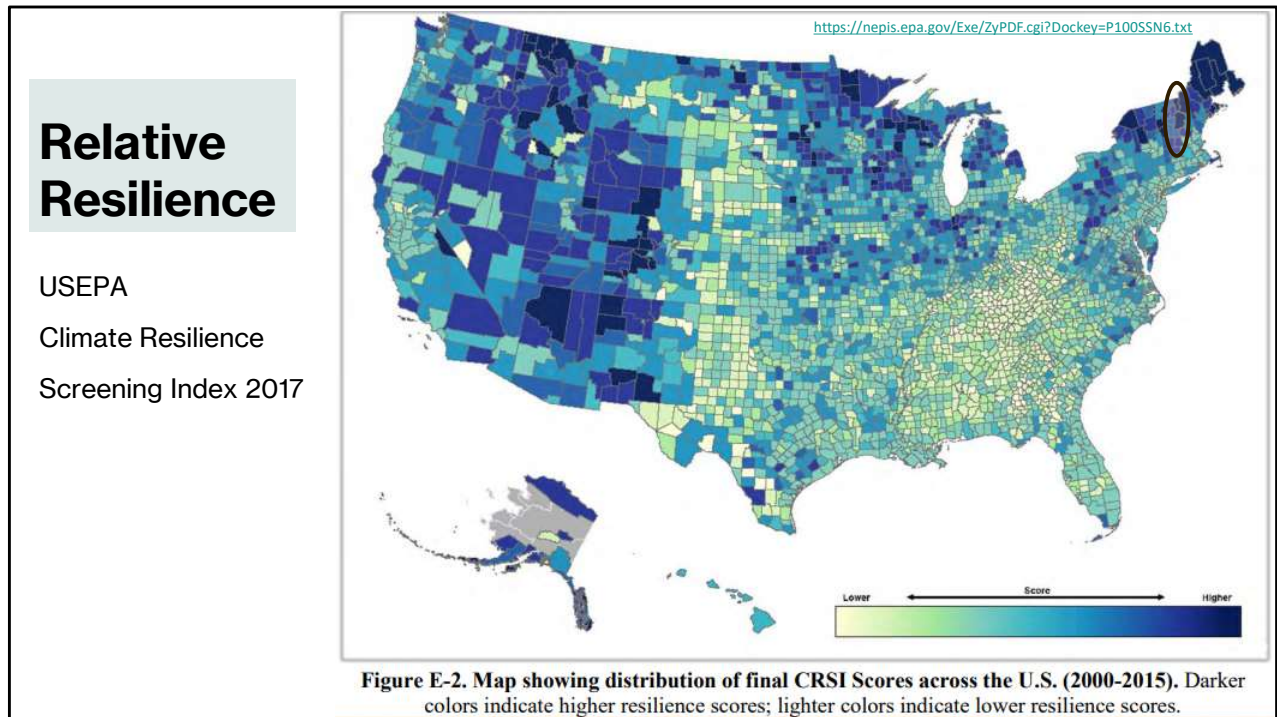 https://nepis.epa.gov/Exe/ZyPDF.cgi?Dockey=P100SSN6.txt
Relative
Resilience
USEPA
Climate Resilience
Screening Index 2017
Lower Score Higher
Figure E-2. Map showing distribution of final CRSI Scores across the U.S. (2000-2015). Darker
colors indicate higher resilience scores; lighter colors indicate lower resilience scores.